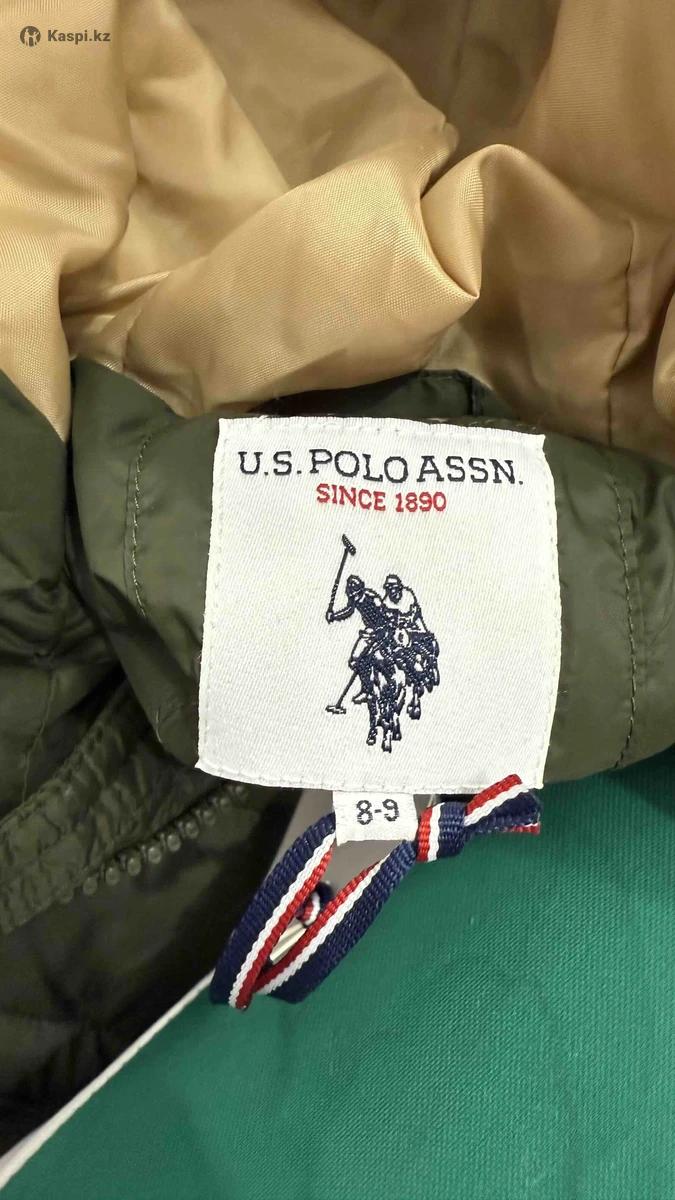 Kaspi.kz
U.S. POLO ASSN.
SINCE 1890
8-9